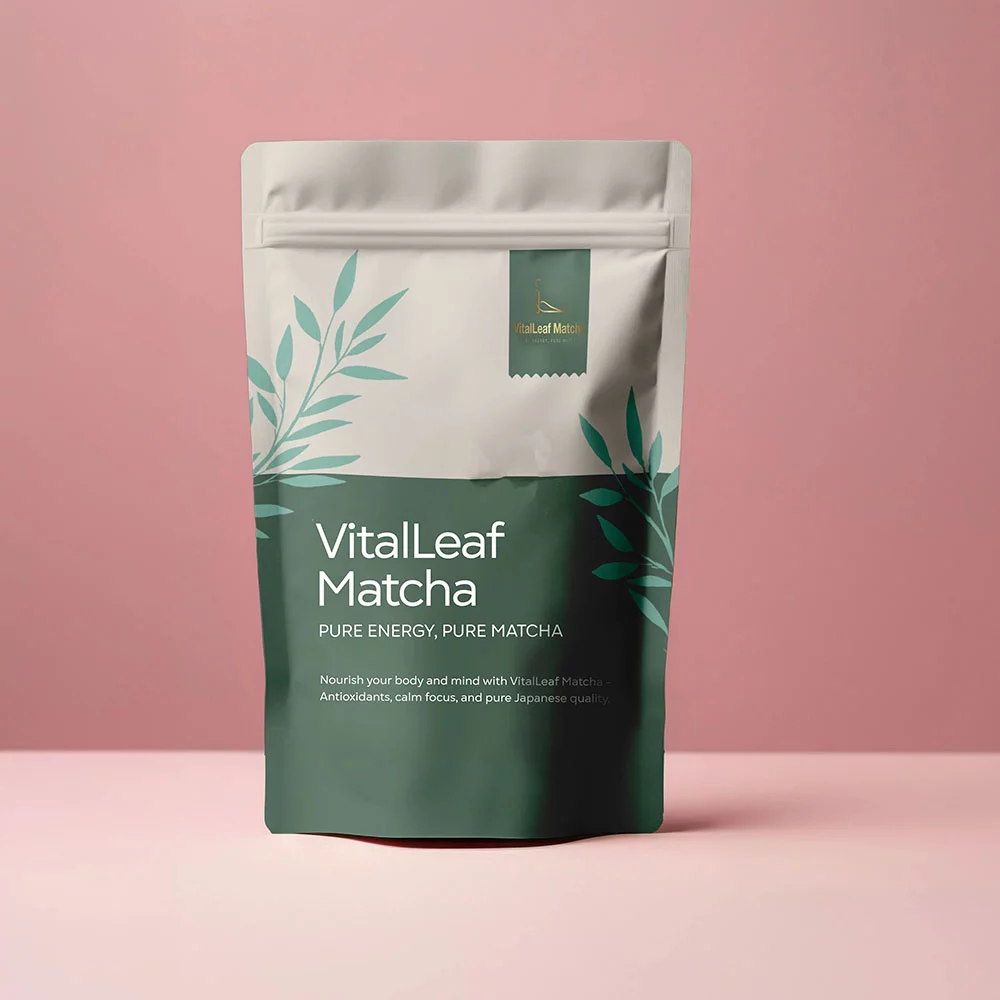 VitalLeaf Matcha
VitalLeaf
Matcha
PURE ENERGY, PURE MATCHA
Nourish your body and mind with VitalLeaf Matcha –
Antioxidants, calm focus, and pure Japanese quality.